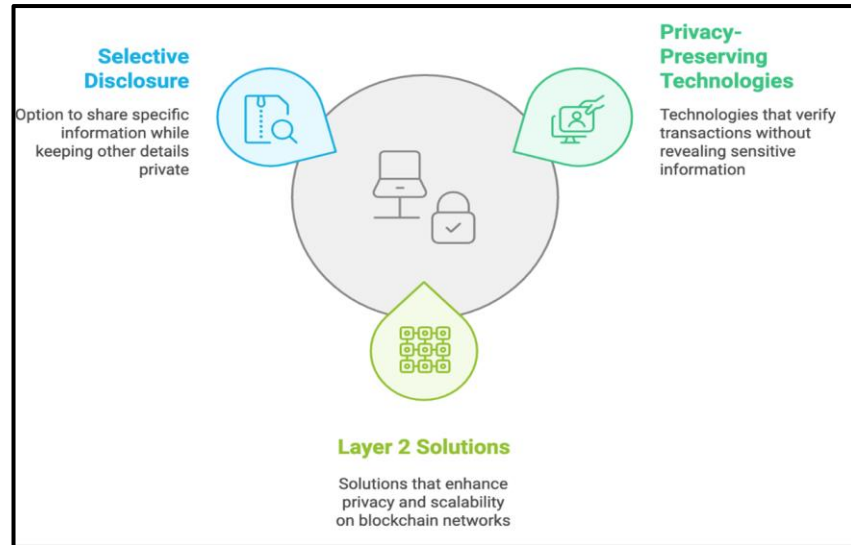 Selective
Disclosure
Option to share specific
information while
keeping other details
private
Privacy-
Preserving
Technologies
Technologies that verify
transactions without
revealing sensitive
information
Layer 2 Solutions
Solutions that enhance
privacy and scalability
on blockchain networks